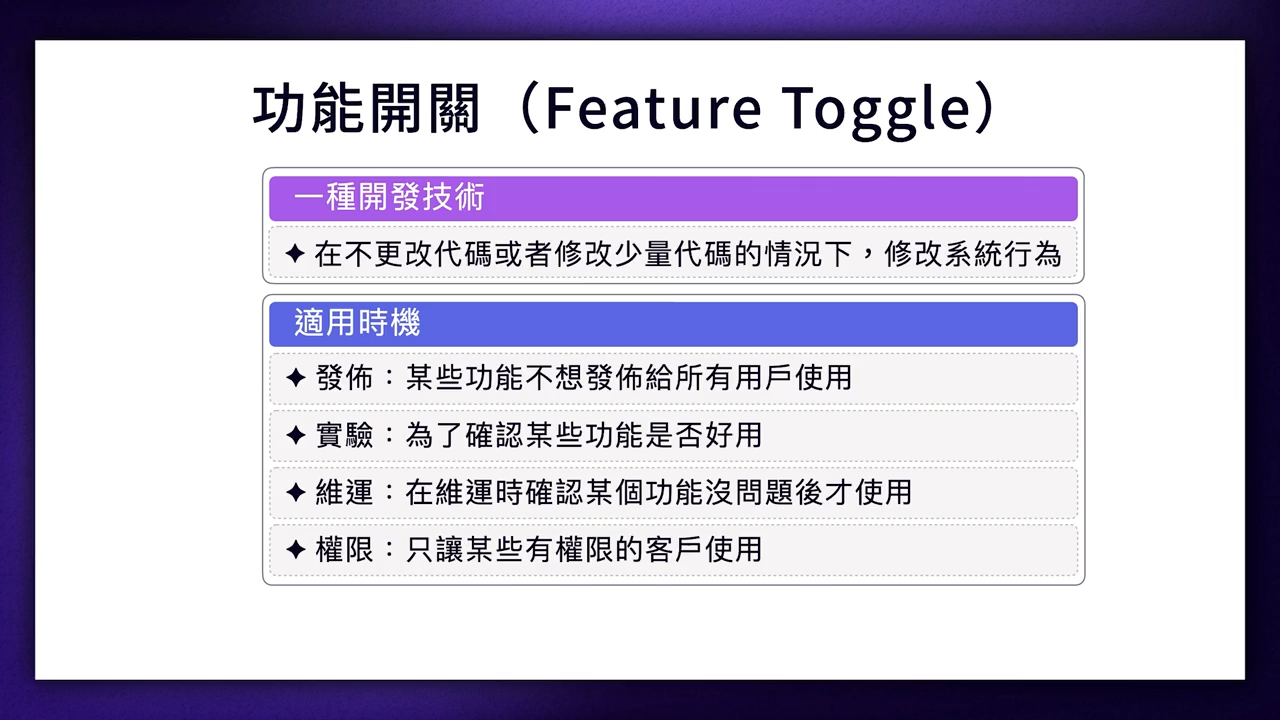 功能開關（Feature Toggle）
一種開發技術
✦ 在不更改代碼或者修改少量代碼的情況下，修改系統行為
適用時機
✦ 發佈：某些功能不想發佈給所有用戶使用
✦ 實驗：為了確認某些功能是否好用
✦ 維運：在維運時確認某個功能沒問題後才使用
✦ 權限：只讓某些有權限的客戶使用